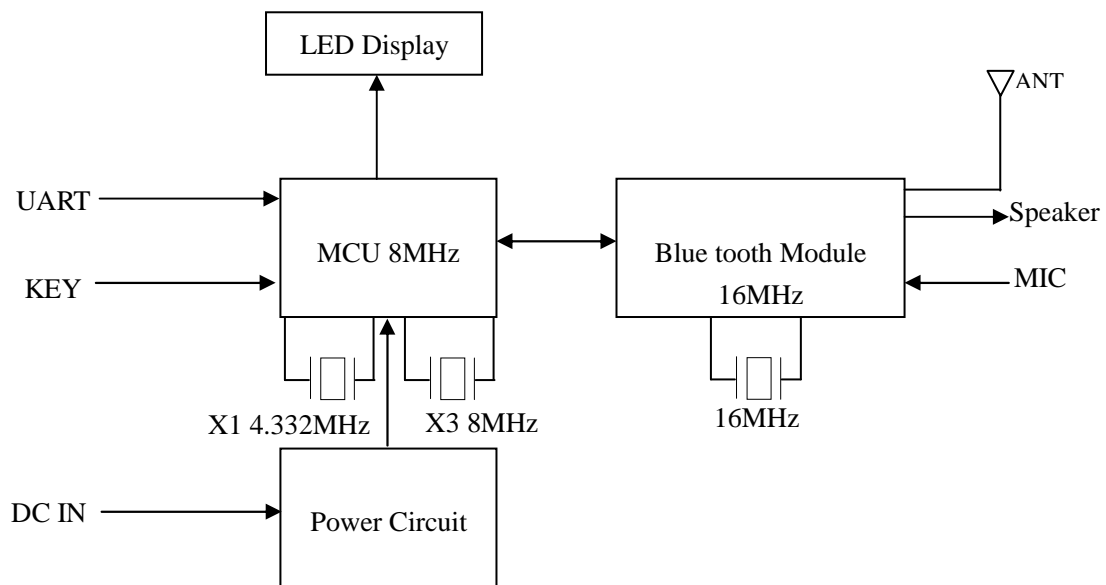 LED Display
ANT
UART
MCU 8MHz
Blue tooth Module
16MHz
Speaker
KEY
MIC
X1 4.332MHz
X3 8MHz
16MHz
DC IN
Power Circuit